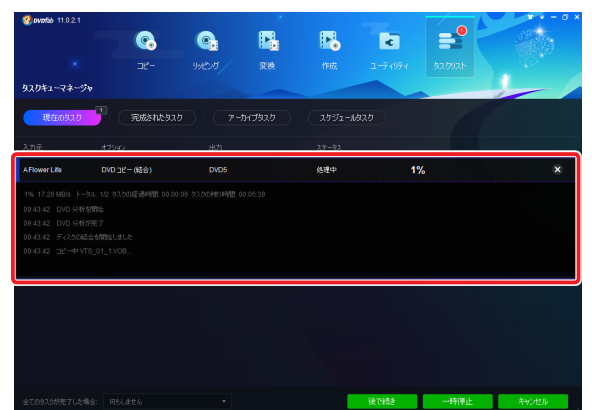 DVDFab 11.0.2.1
コピー
リッピング
変換
作成
ユーティリティ
タスクリスト
タスクキューマネージャ
現在のタスク 1
完成されたタスク
アーカイブタスク
スケジュールタスク
入力元 オプション 出力 ステータス
A Flower Life DVD コピー (結合) DVD5 処理中 1%
1% 17.26 MB/s トータル: 1/2 タスクの経過時間: 00:00:06 タスクの残り時間: 00:05:39
09:43:42 DVD 分析を開始
09:43:42 DVD 分析が完了
09:43:42 ディスクの結合を開始しました
09:43:42 コピー中 VTS_01_1.VOB...
全てのタスクが完了した場合: 何もしません
後で続き
一時停止
キャンセル